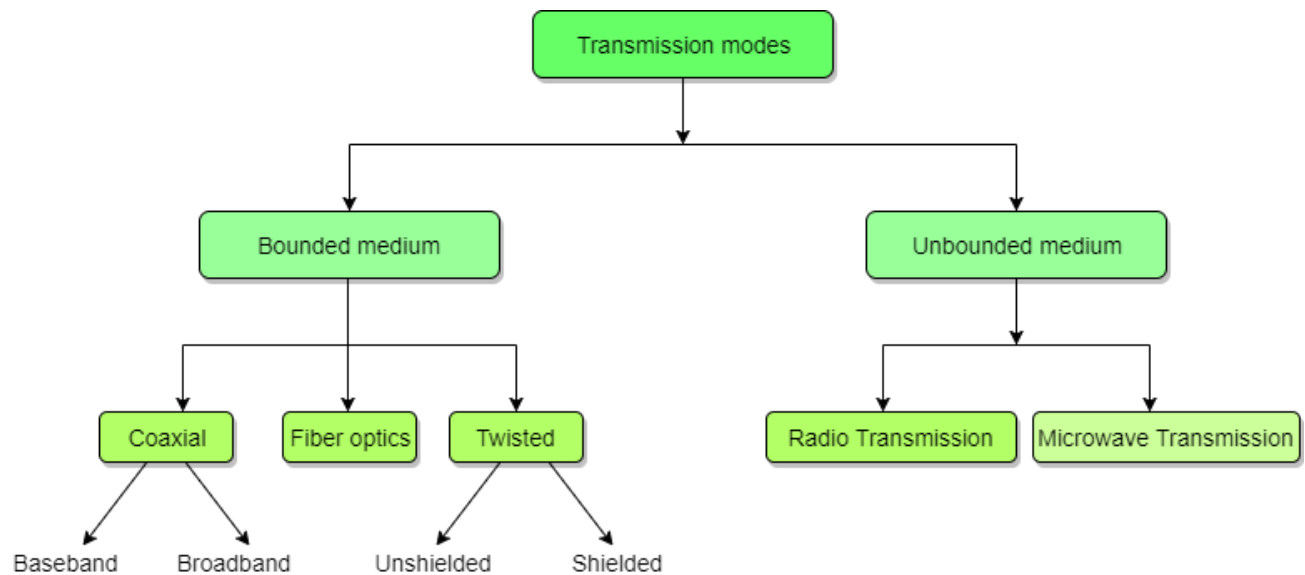 Transmission modes
Bounded medium
Unbounded medium
Coaxial
Fiber optics
Twisted
Radio Transmission
Microwave Transmission
Baseband
Broadband
Unshielded
Shielded